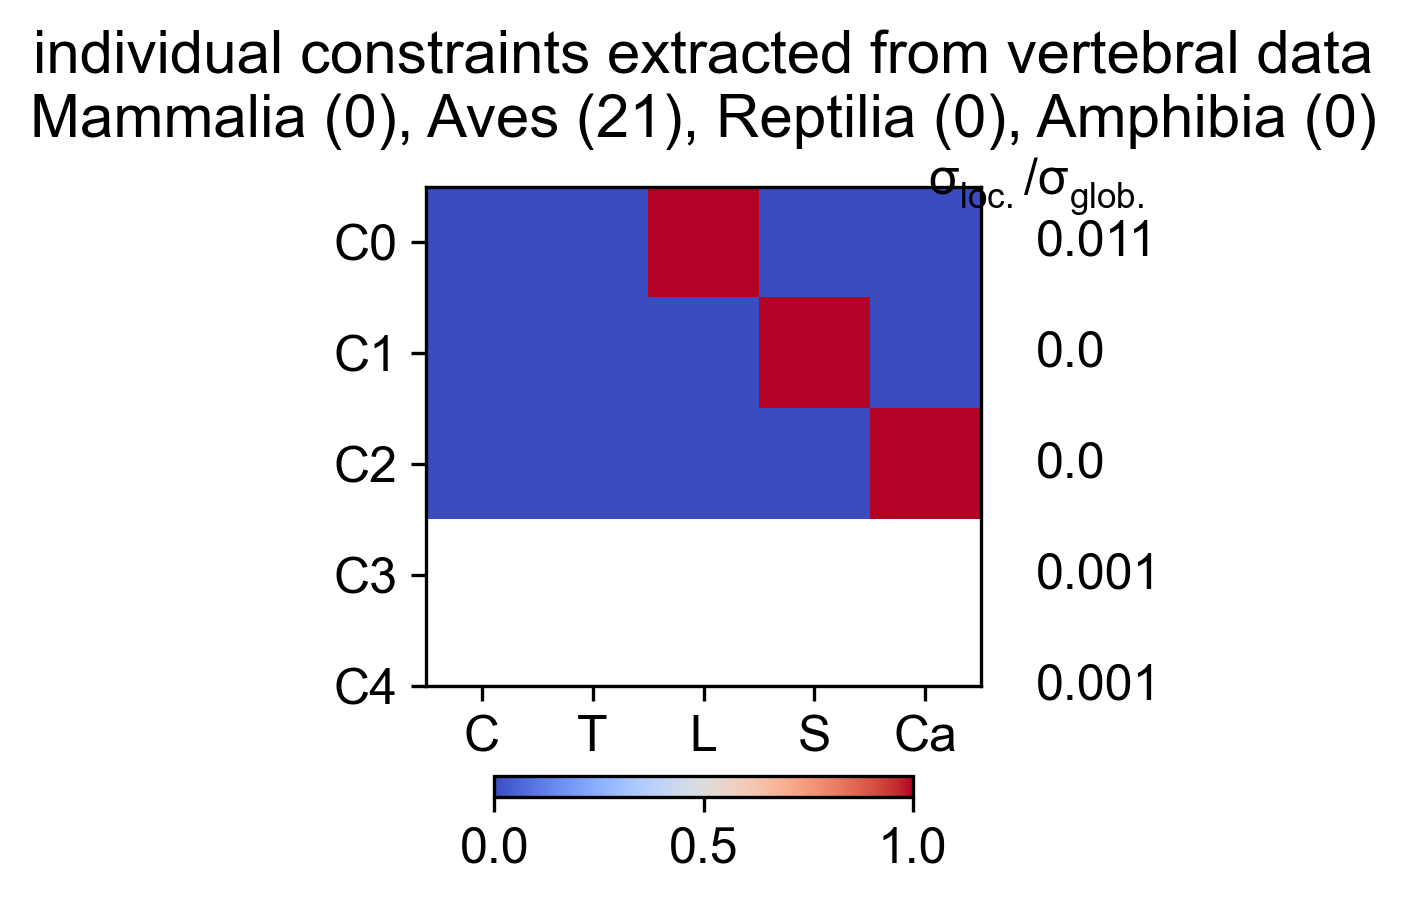 individual constraints extracted from vertebral data
Mammalia (0), Aves (21), Reptilia (0), Amphibia (0)
σloc. /σglob.
C0 0.011
C1 0.0
C2 0.0
C3 0.001
C4 0.001
C T L S Ca
0.0 0.5 1.0